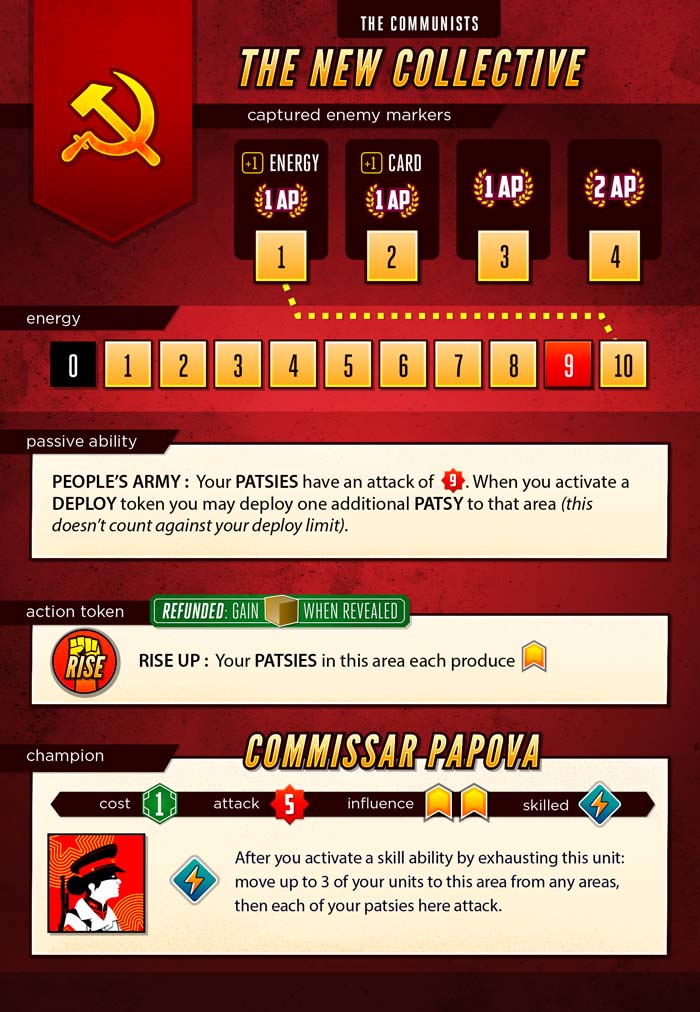 THE COMMUNISTS
THE NEW COLLECTIVE
captured enemy markers
+1 ENERGY
1 AP
+1 CARD
1 AP
1 AP
2 AP
1 2 3 4
energy
0 1 2 3 4 5 6 7 8 9 10
passive ability
PEOPLE'S ARMY : Your PATSIES have an attack of 9. When you activate a
DEPLOY token you may deploy one additional PATSY to that area (this
doesn't count against your deploy limit).
action token
REFUNDED: GAIN WHEN REVEALED
RISE
RISE UP : Your PATSIES in this area each produce
champion
COMMISSAR PAPOVA
cost 1 attack 5 influence skilled
After you activate a skill ability by exhausting this unit:
move up to 3 of your units to this area from any areas,
then each of your patsies here attack.